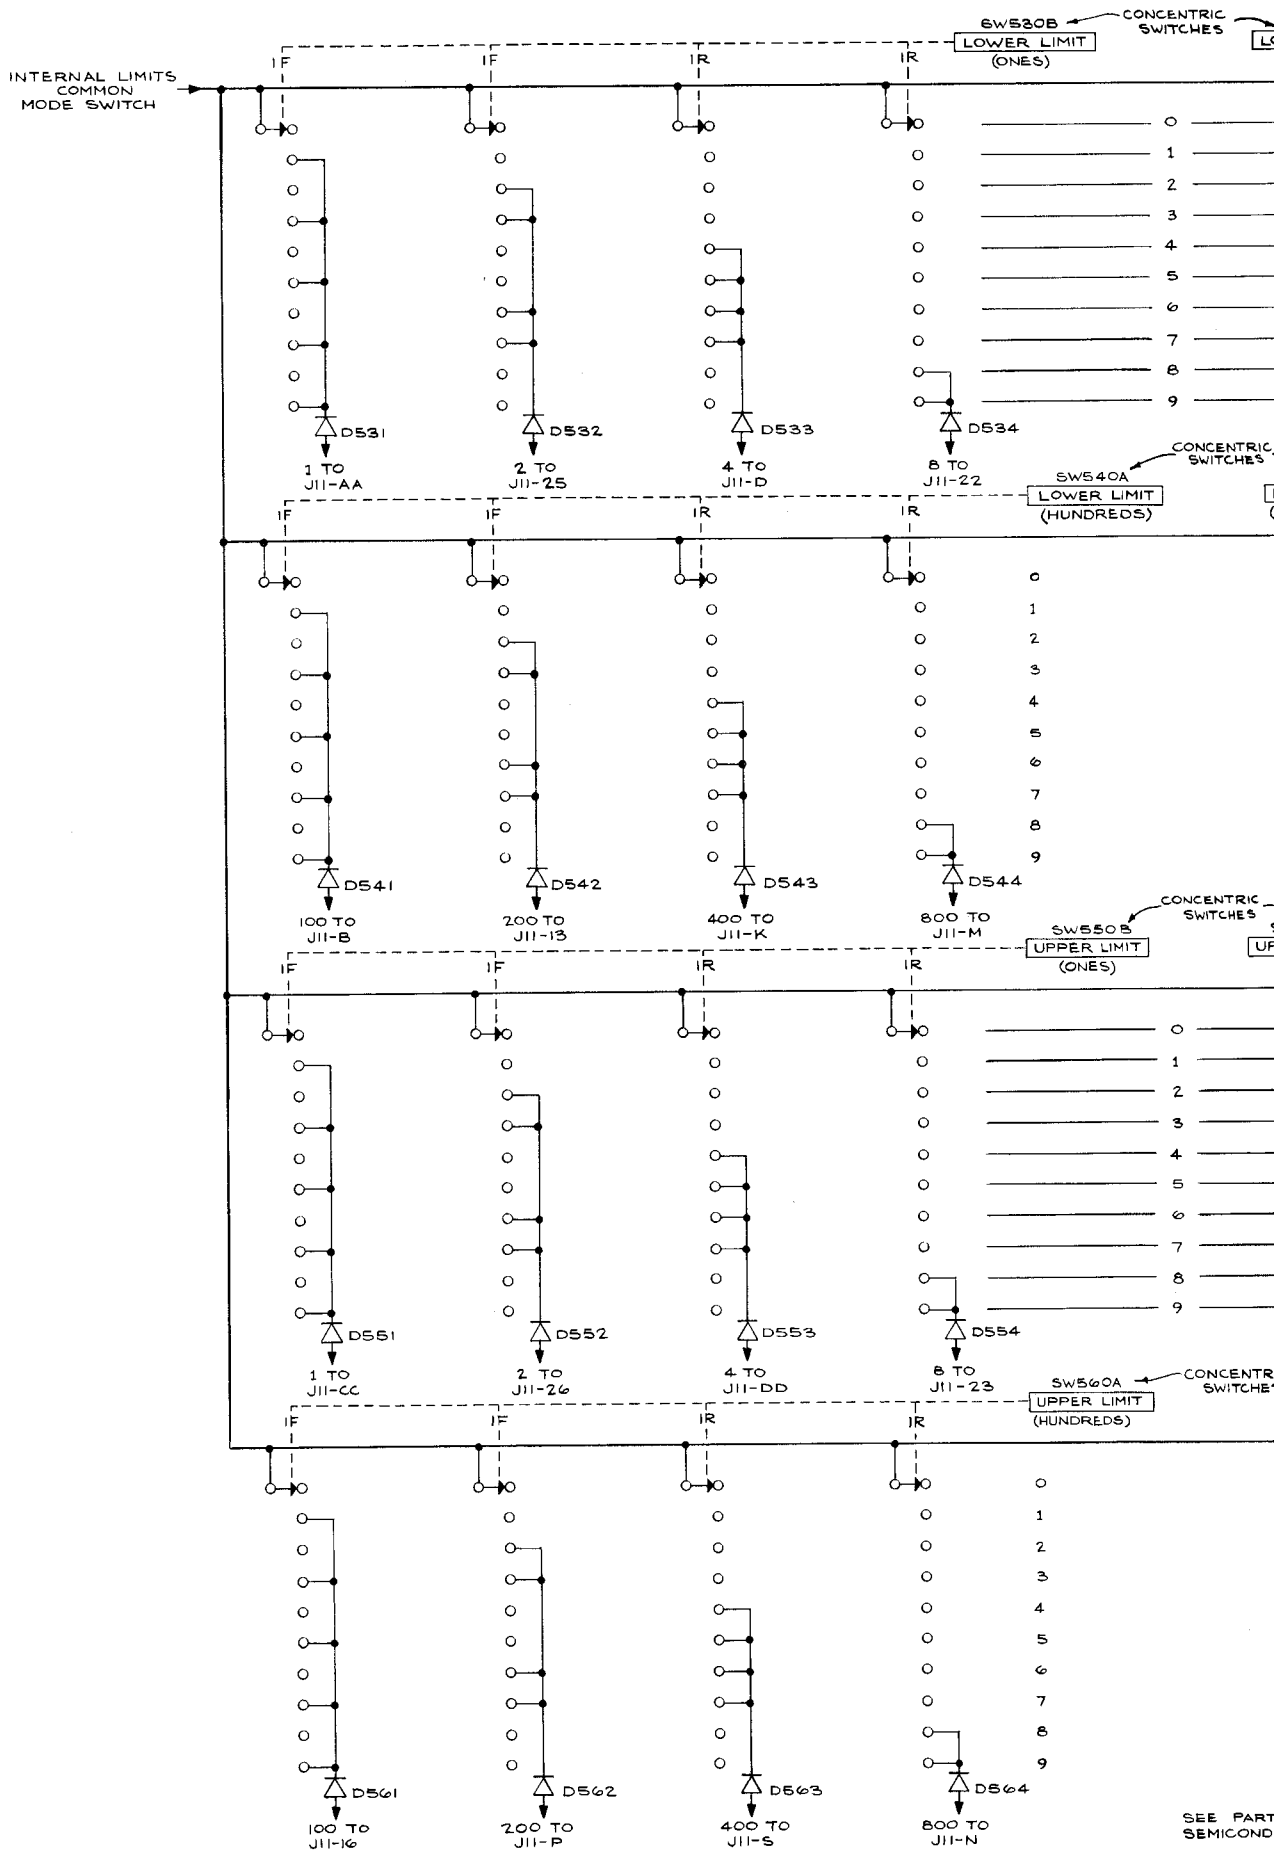 SW530B
CONCENTRIC
SWITCHES
LOWER LIMIT
(ONES)
INTERNAL LIMITS
COMMON
MODE SWITCH
1F 1F 1R 1R
0
1
2
3
4
5
6
7
8
9
D531 D532 D533 D534
1 TO 2 TO 4 TO 8 TO
J11-AA J11-25 J11-D J11-22
CONCENTRIC
SWITCHES
SW540A
LOWER LIMIT
(HUNDREDS)
1F 1F 1R 1R
0
1
2
3
4
5
6
7
8
9
D541 D542 D543 D544
100 TO 200 TO 400 TO 800 TO
J11-B J11-13 J11-K J11-M
CONCENTRIC
SWITCHES
SW550B
UPPER LIMIT
(ONES)
1F 1F 1R 1R
0
1
2
3
4
5
6
7
8
9
D551 D552 D553 D554
1 TO 2 TO 4 TO 8 TO
J11-CC J11-26 J11-DD J11-23
SW560A
CONCENTR
SWITCHE
UPPER LIMIT
(HUNDREDS)
1F 1F 1R 1R
0
1
2
3
4
5
6
7
8
9
D561 D562 D563 D564
100 TO 200 TO 400 TO 800 TO
J11-16 J11-P J11-S J11-N
SEE PART
SEMICOND